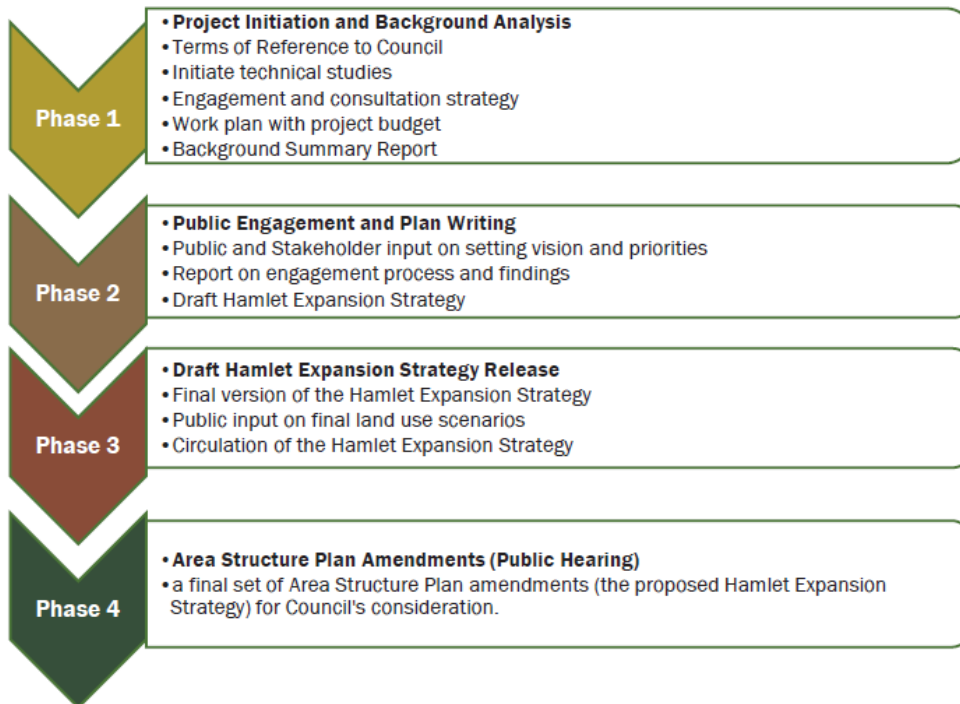 Phase 1
• Project Initiation and Background Analysis
• Terms of Reference to Council
• Initiate technical studies
• Engagement and consultation strategy
• Work plan with project budget
• Background Summary Report
Phase 2
• Public Engagement and Plan Writing
• Public and Stakeholder input on setting vision and priorities
• Report on engagement process and findings
• Draft Hamlet Expansion Strategy
Phase 3
• Draft Hamlet Expansion Strategy Release
• Final version of the Hamlet Expansion Strategy
• Public input on final land use scenarios
• Circulation of the Hamlet Expansion Strategy
Phase 4
• Area Structure Plan Amendments (Public Hearing)
• a final set of Area Structure Plan amendments (the proposed Hamlet Expansion
Strategy) for Council's consideration.